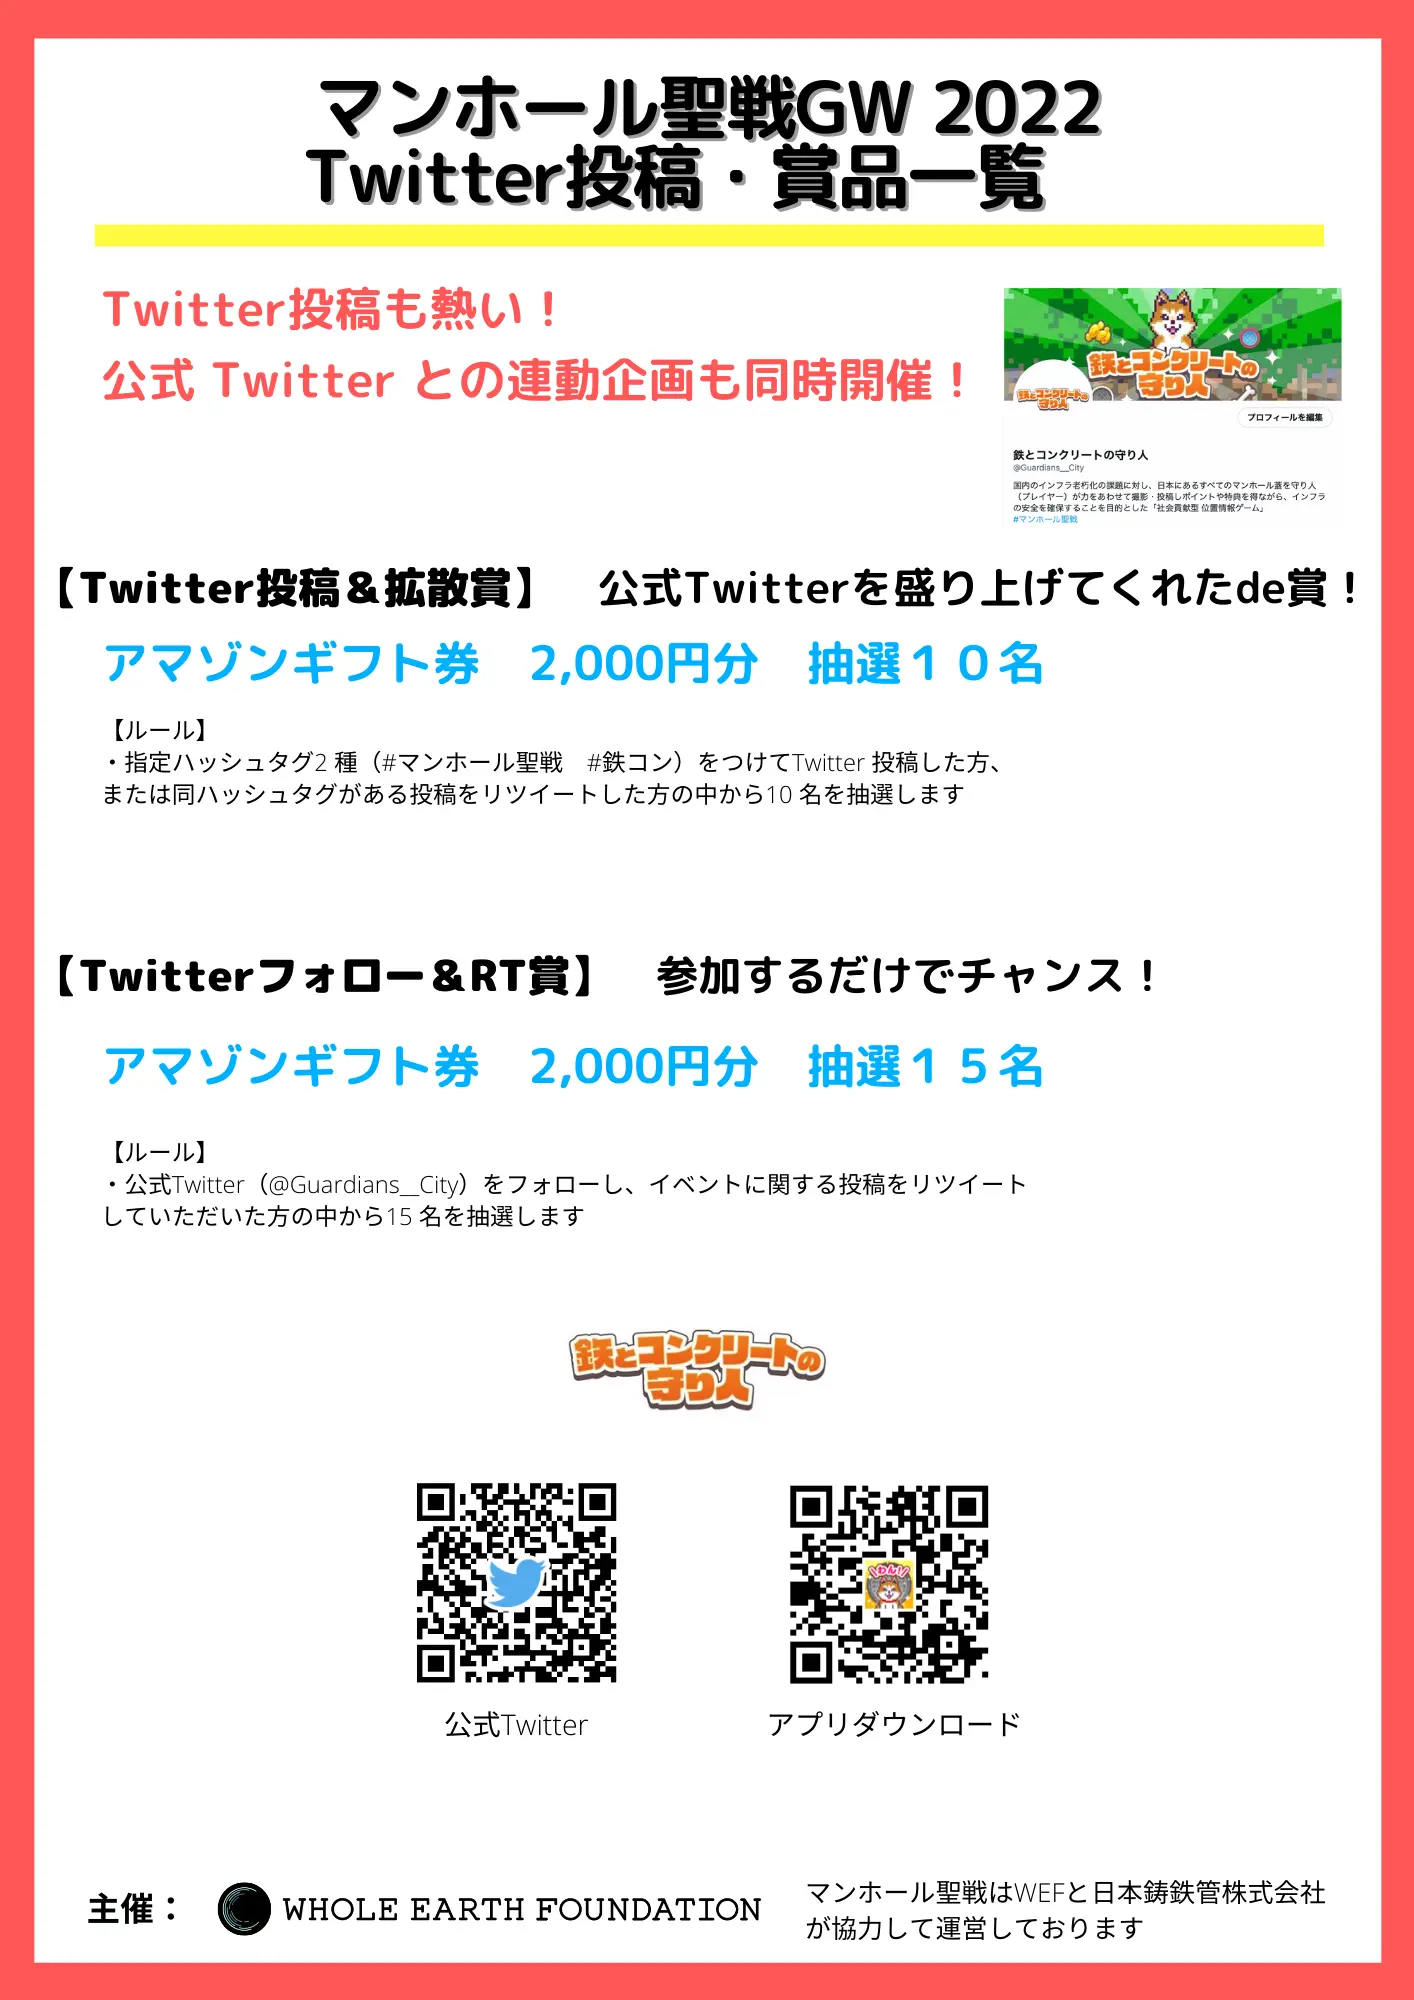 マンホール聖戦GW 2022
Twitter投稿・賞品一覧
Twitter投稿も熱い！
公式 Twitter との連動企画も同時開催！
鉄とコンクリートの
守り人
鉄とコンクリートの
守り人
プロフィールを編集
鉄とコンクリートの守り人
@Guardians__City
国内のインフラ老朽化の課題に対し、日本にあるすべてのマンホール蓋を守り人
（プレイヤー）が力をあわせて撮影・投稿しポイントや特典を得ながら、インフラ
の安全を確保することを目的とした「社会貢献型 位置情報ゲーム」
#マンホール聖戦
【Twitter投稿＆拡散賞】　公式Twitterを盛り上げてくれたde賞！
アマゾンギフト券　2,000円分　抽選１０名
【ルール】
・指定ハッシュタグ2 種（#マンホール聖戦　#鉄コン）をつけてTwitter 投稿した方、
または同ハッシュタグがある投稿をリツイートした方の中から10 名を抽選します
【Twitterフォロー＆RT賞】　参加するだけでチャンス！
アマゾンギフト券　2,000円分　抽選１５名
【ルール】
・公式Twitter（@Guardians__City）をフォローし、イベントに関する投稿をリツイート
していただいた方の中から15 名を抽選します
鉄とコンクリートの
守り人
わん!
公式Twitter
アプリダウンロード
主催：
WHOLE EARTH FOUNDATION
マンホール聖戦はWEFと日本鋳鉄管株式会社
が協力して運営しております